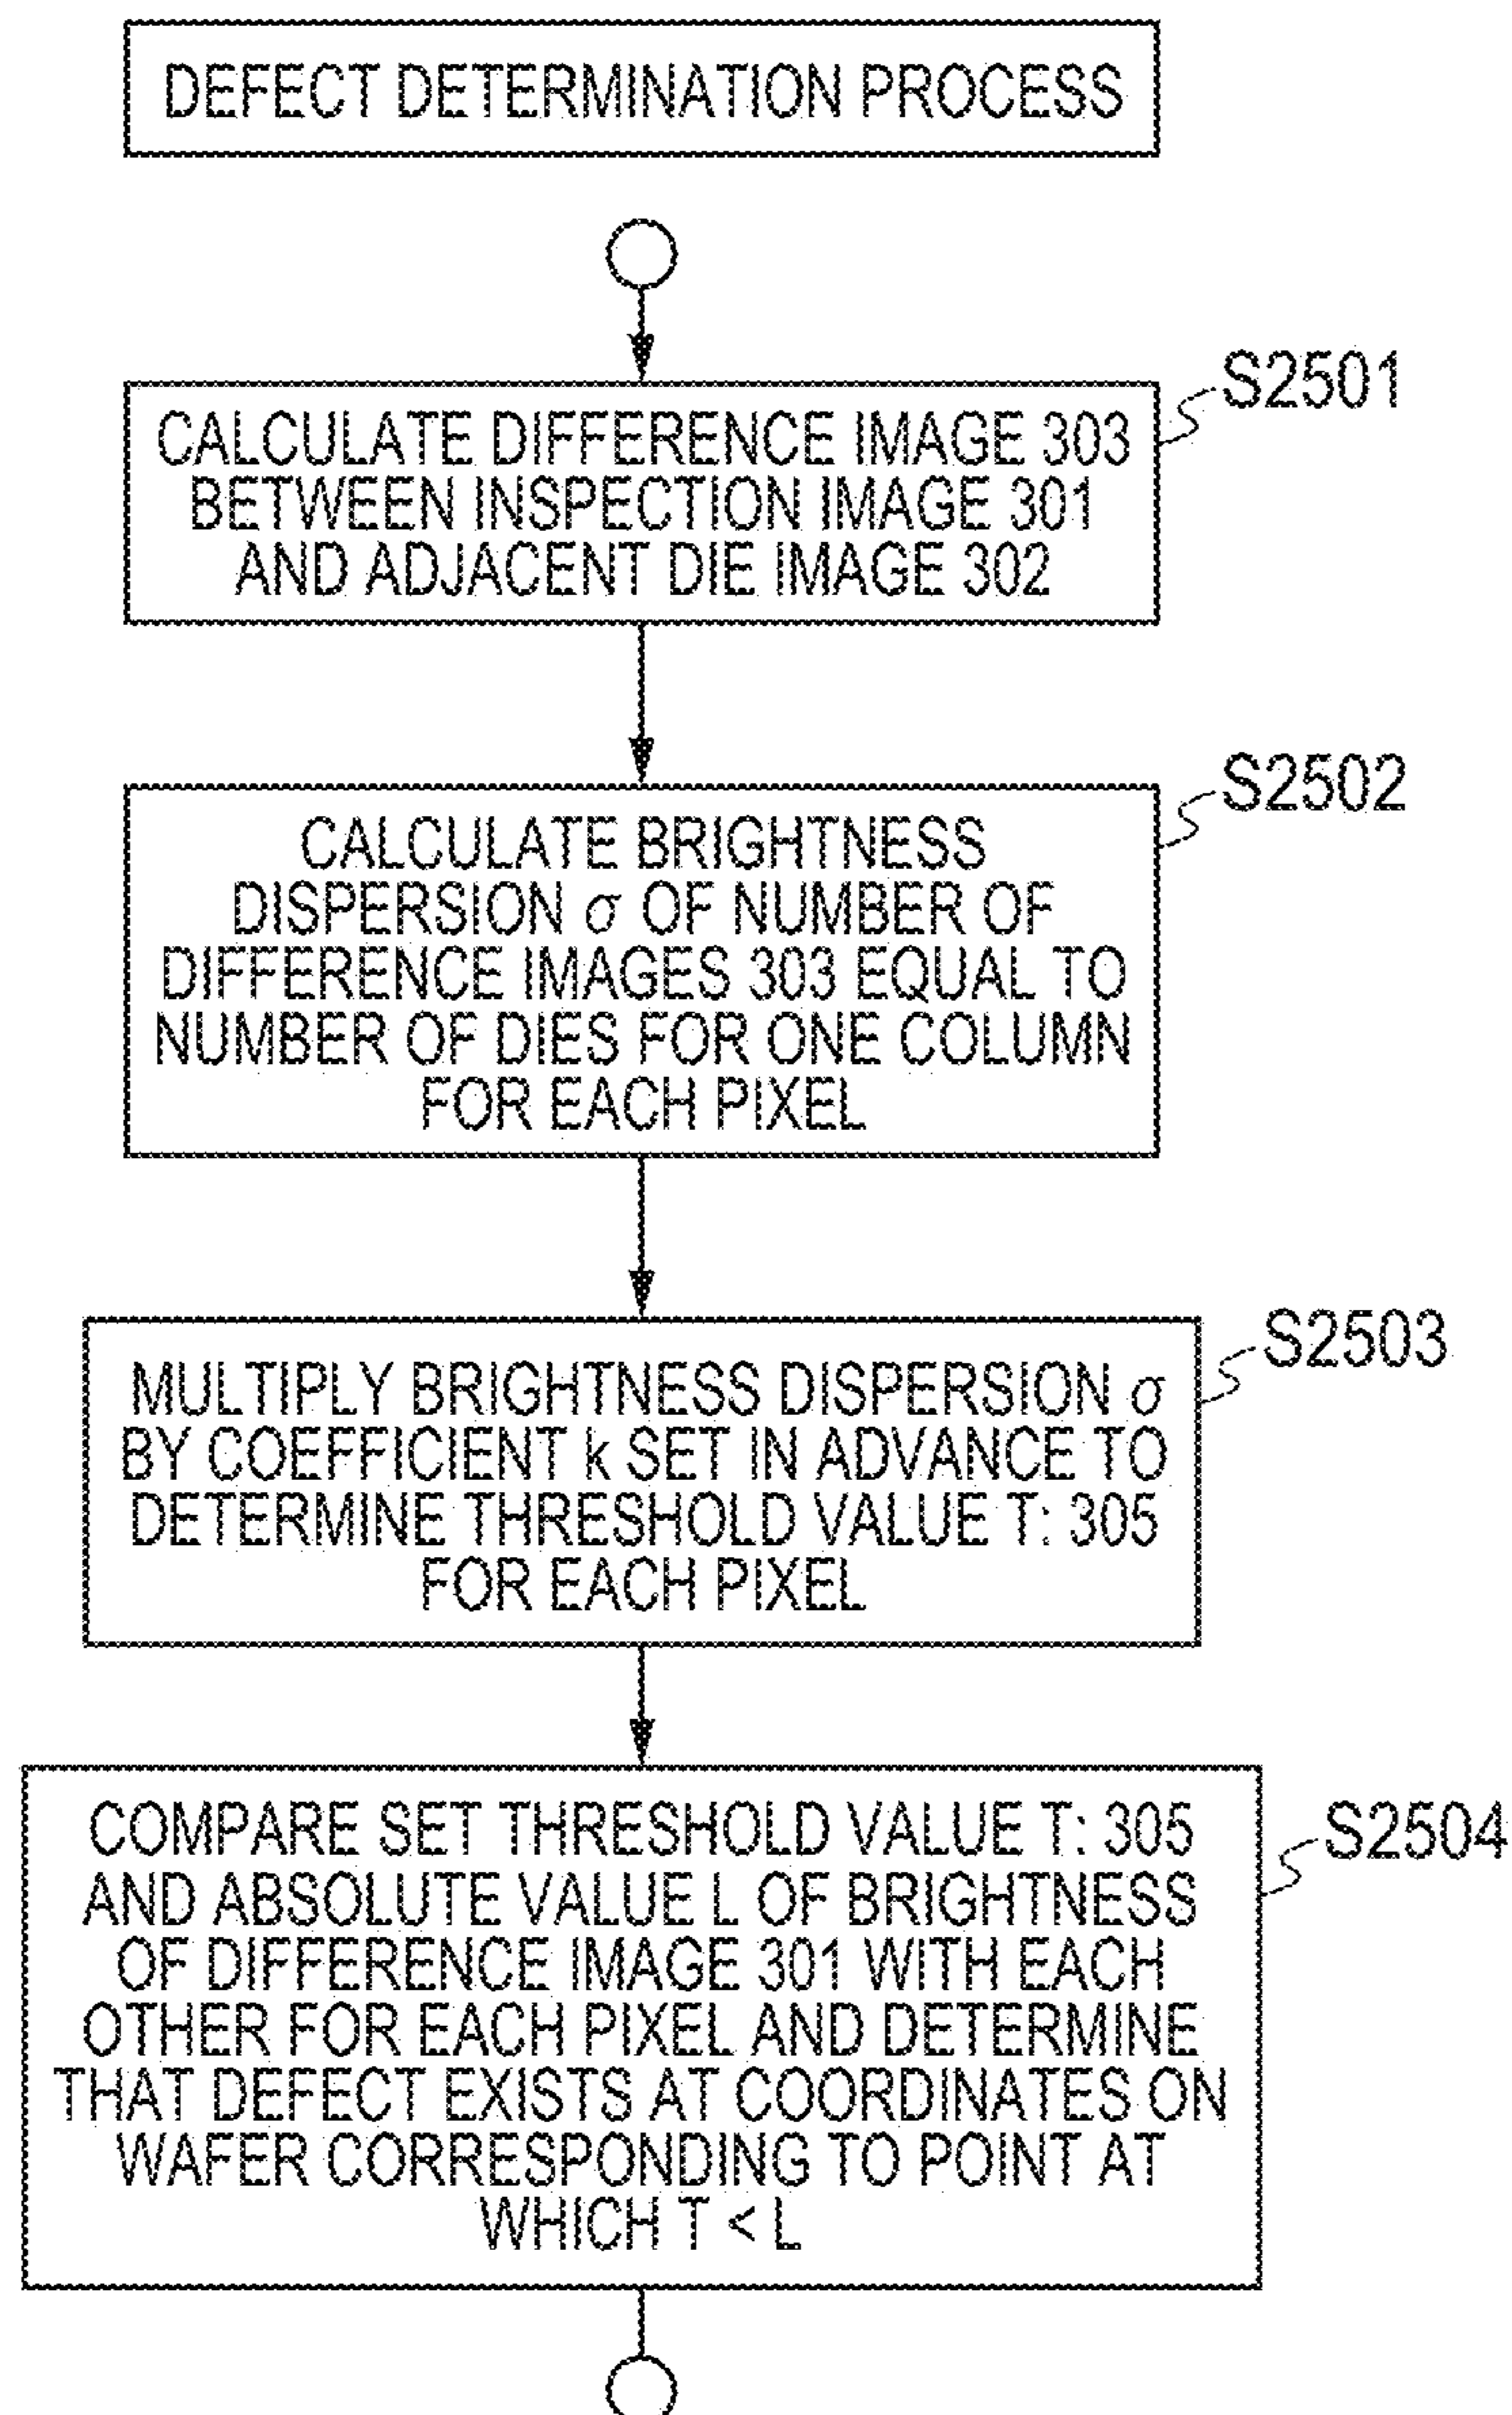 DEFECT DETERMINATION PROCESS
S2501
CALCULATE DIFFERENCE IMAGE 303
BETWEEN INSPECTION IMAGE 301
AND ADJACENT DIE IMAGE 302
S2502
CALCULATE BRIGHTNESS
DISPERSION σ OF NUMBER OF
DIFFERENCE IMAGES 303 EQUAL TO
NUMBER OF DIES FOR ONE COLUMN
FOR EACH PIXEL
S2503
MULTIPLY BRIGHTNESS DISPERSION σ
BY COEFFICIENT k SET IN ADVANCE TO
DETERMINE THRESHOLD VALUE T: 305
FOR EACH PIXEL
S2504
COMPARE SET THRESHOLD VALUE T: 305
AND ABSOLUTE VALUE L OF BRIGHTNESS
OF DIFFERENCE IMAGE 301 WITH EACH
OTHER FOR EACH PIXEL AND DETERMINE
THAT DEFECT EXISTS AT COORDINATES ON
WAFER CORRESPONDING TO POINT AT
WHICH T < L